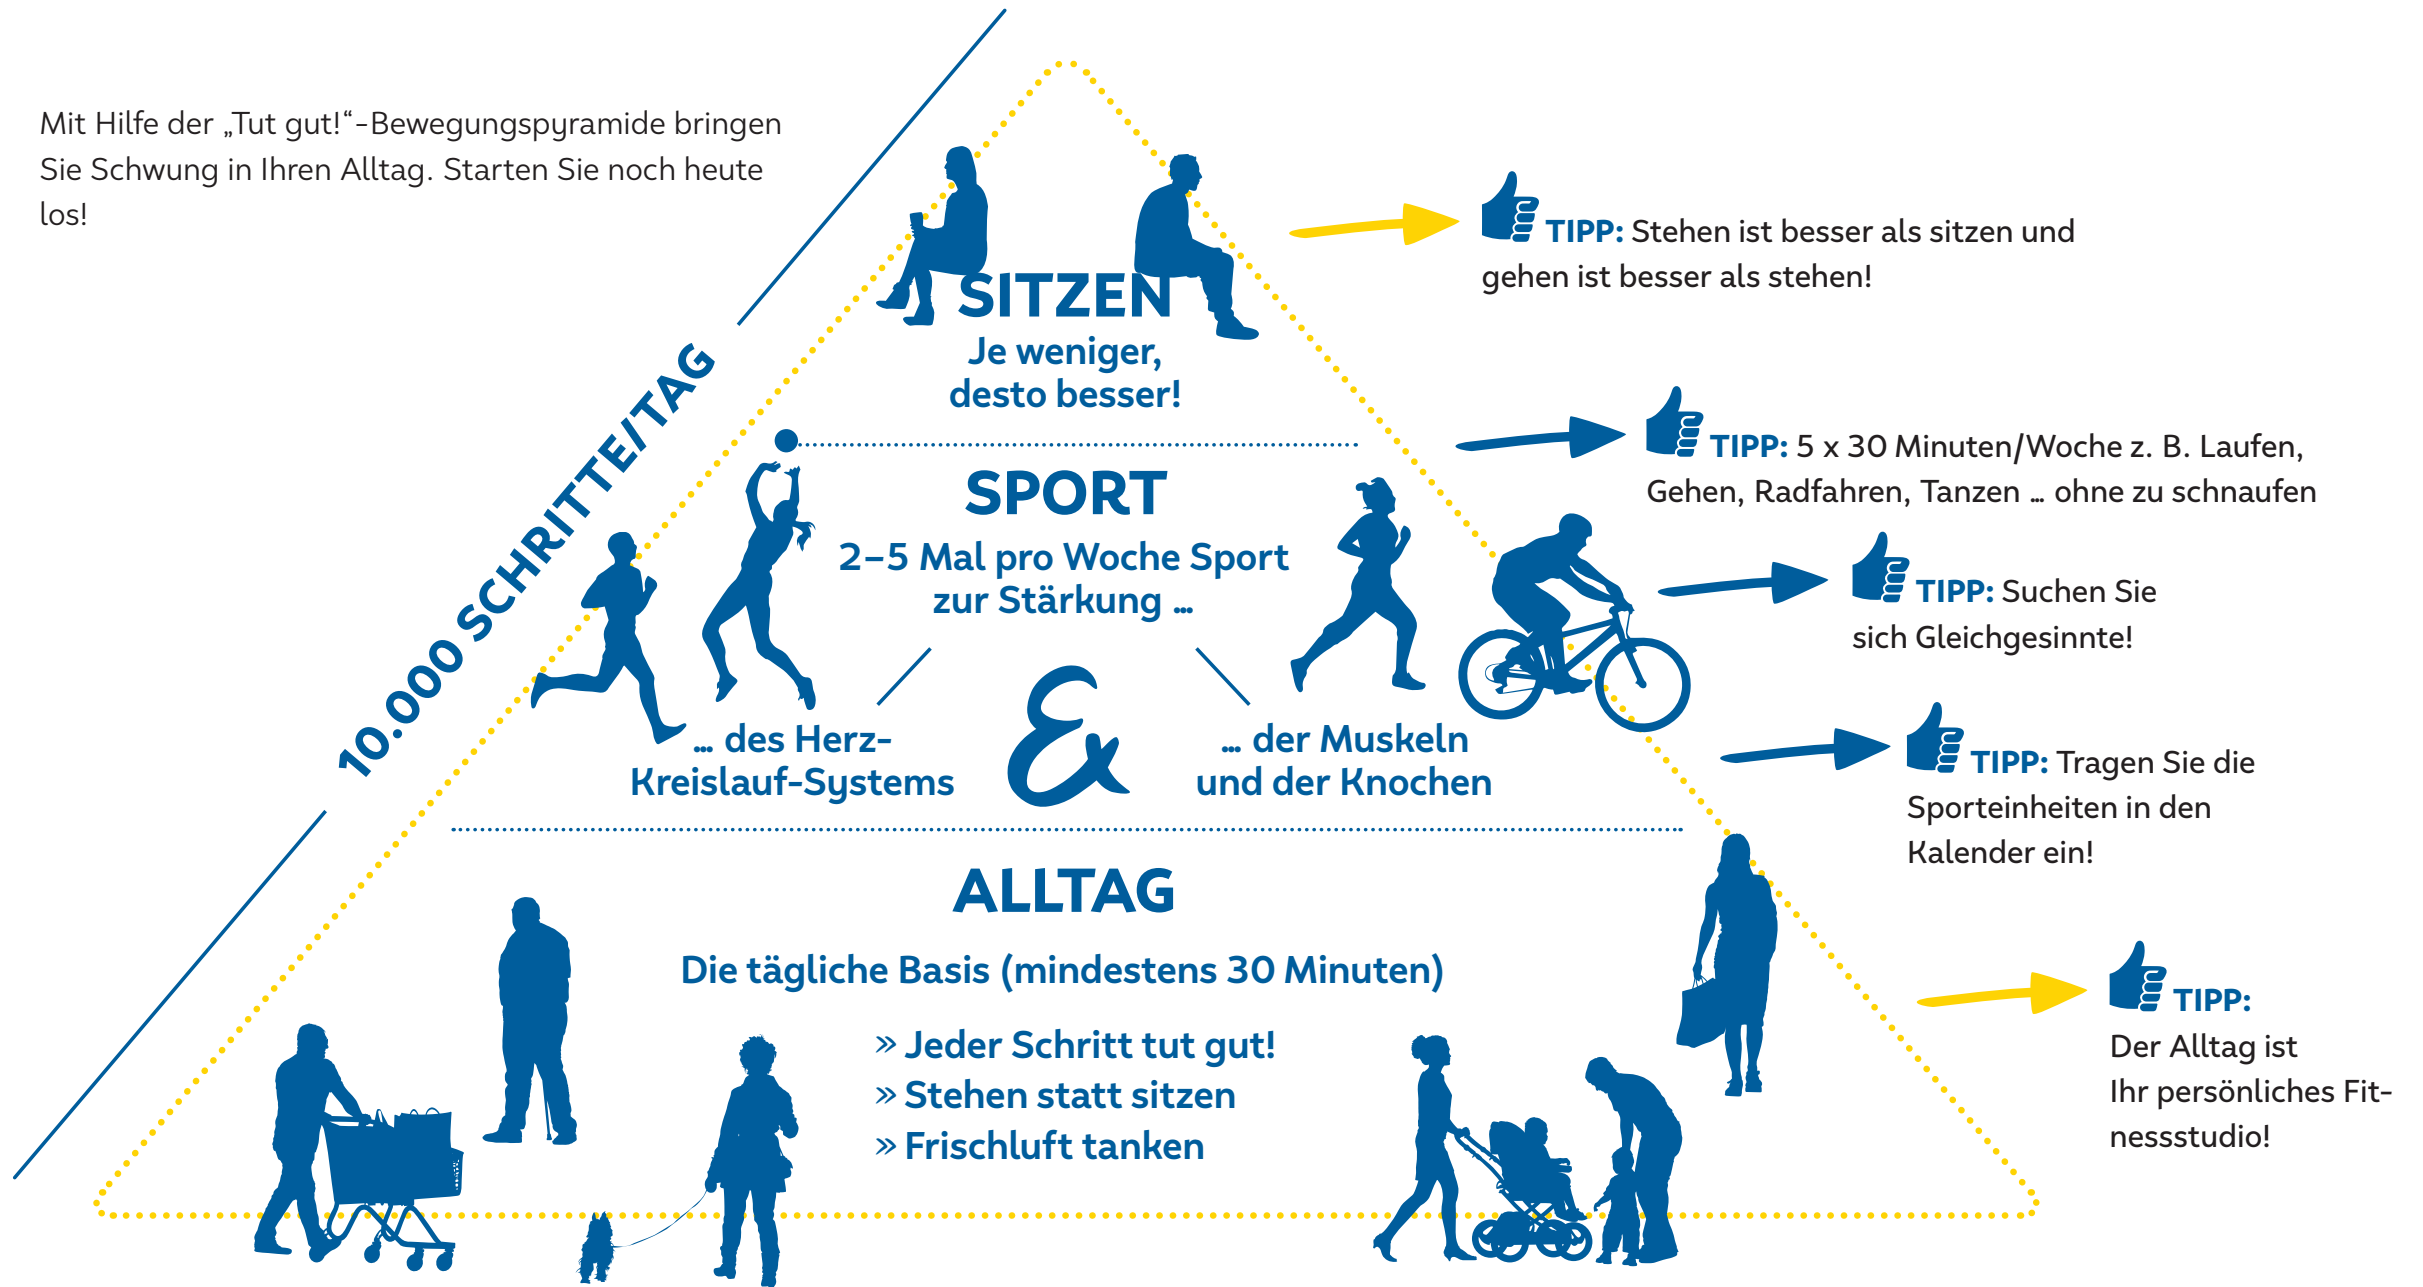 Mit Hilfe der „Tut gut!“-Bewegungspyramide bringen
Sie Schwung in Ihren Alltag. Starten Sie noch heute
los!
10.000 SCHRITTE/TAG
SITZEN
Je weniger,
desto besser!
TIPP: Stehen ist besser als sitzen und
gehen ist besser als stehen!
SPORT
2–5 Mal pro Woche Sport
zur Stärkung ...
... des Herz-
Kreislauf-Systems
&
... der Muskeln
und der Knochen
TIPP: 5 x 30 Minuten/Woche z. B. Laufen,
Gehen, Radfahren, Tanzen ... ohne zu schnaufen
TIPP: Suchen Sie
sich Gleichgesinnte!
TIPP: Tragen Sie die
Sporteinheiten in den
Kalender ein!
ALLTAG
Die tägliche Basis (mindestens 30 Minuten)
» Jeder Schritt tut gut!
» Stehen statt sitzen
» Frischluft tanken
TIPP:
Der Alltag ist
Ihr persönliches Fit-
nessstudio!